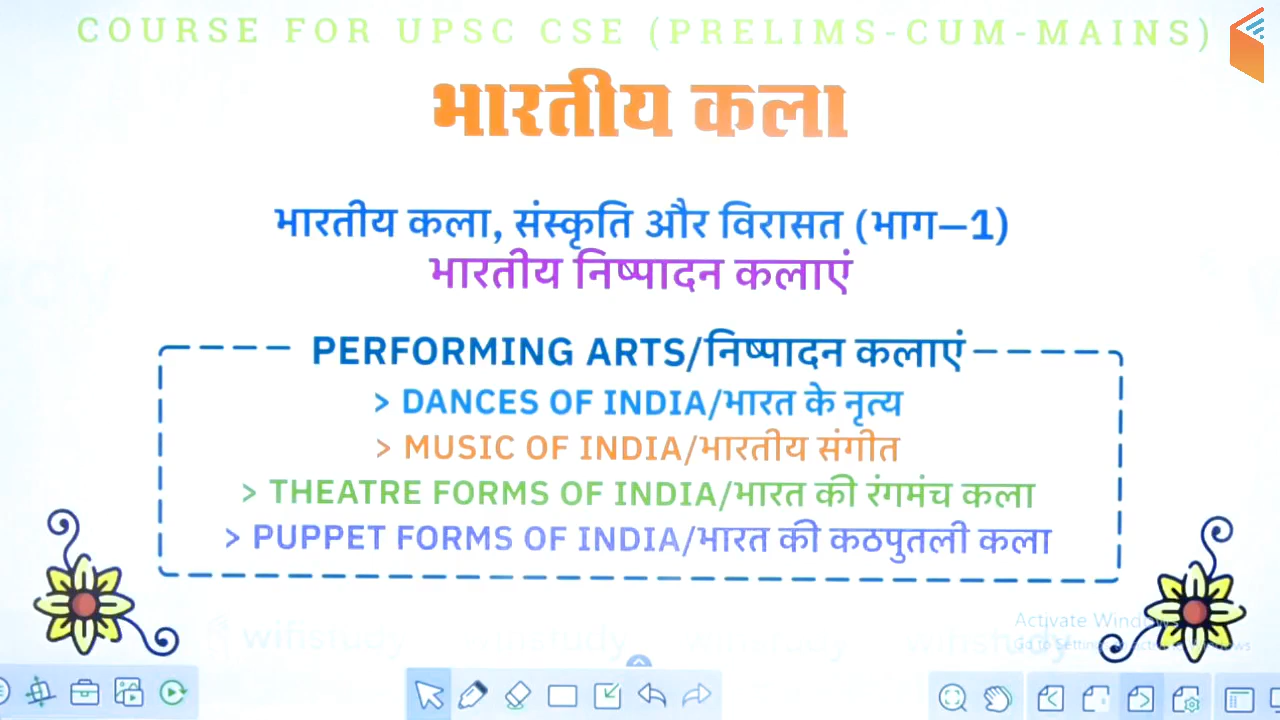 COURSE FOR UPSC CSE (PRELIMS-CUM-MAINS)
भारतीय कला
भारतीय कला, संस्कृति और विरासत (भाग–1)
भारतीय निष्पादन कलाएं
PERFORMING ARTS/निष्पादन कलाएं
> DANCES OF INDIA/भारत के नृत्य
> MUSIC OF INDIA/भारतीय संगीत
> THEATRE FORMS OF INDIA/भारत की रंगमंच कला
> PUPPET FORMS OF INDIA/भारत की कठपुतली कला
Activate Windows
wifistudy wifistudy